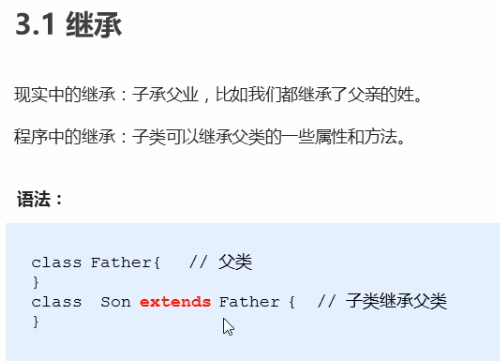 3.1 继承
现实中的继承：子承父业，比如我们都继承了父亲的姓。
程序中的继承：子类可以继承父类的一些属性和方法。
语法：
class Father{ // 父类
}
class Son extends Father { // 子类继承父类
}